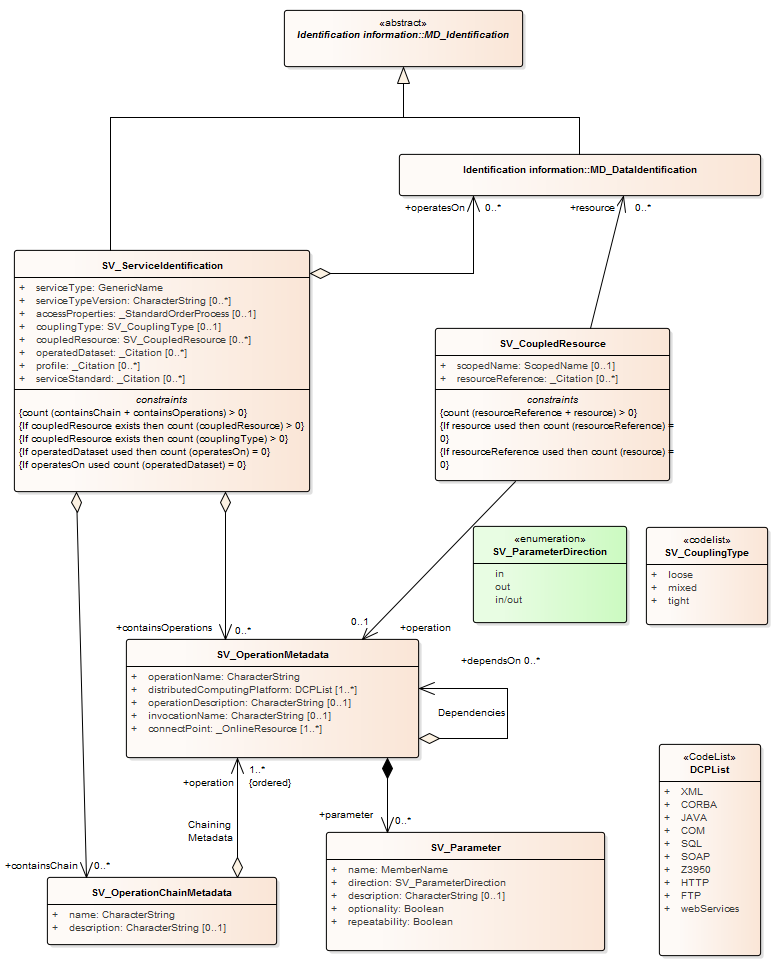 «abstract»
Identification information::MD_Identification
Identification information::MD_DataIdentification
+operatesOn
0..*
+resource
0..*
SV_ServiceIdentification
+ serviceType: GenericName
+ serviceTypeVersion: CharacterString [0..*]
+ accessProperties: _StandardOrderProcess [0..1]
+ couplingType: SV_CouplingType [0..1]
+ coupledResource: SV_CoupledResource [0..*]
+ operatedDataset: _Citation [0..*]
+ profile: _Citation [0..*]
+ serviceStandard: _Citation [0..*]
constraints
{count (containsChain + containsOperations) > 0}
{If coupledResource exists then count (coupledResource) > 0}
{If coupledResource exists then count (couplingType) > 0}
{If operatedDataset used then count (operatesOn) = 0}
{If operatesOn used count (operatedDataset) = 0}
SV_CoupledResource
+ scopedName: ScopedName [0..1]
+ resourceReference: _Citation [0..*]
constraints
{count (resourceReference + resource) > 0}
{If resource used then count (resourceReference) =
0}
{If resourceReference used then count (resource) =
0}
«enumeration»
SV_ParameterDirection
in
out
in/out
«codelist»
SV_CouplingType
+ loose
+ mixed
+ tight
+containsOperations
0..*
0..1
+operation
SV_OperationMetadata
+ operationName: CharacterString
+ distributedComputingPlatform: DCPList [1..*]
+ operationDescription: CharacterString [0..1]
+ invocationName: CharacterString [0..1]
+ connectPoint: _OnlineResource [1..*]
+dependsOn 0..*
Dependencies
+operation
1..*
{ordered}
Chaining
Metadata
+parameter
0..*
+containsChain
0..*
SV_OperationChainMetadata
+ name: CharacterString
+ description: CharacterString [0..1]
SV_Parameter
+ name: MemberName
+ direction: SV_ParameterDirection
+ description: CharacterString [0..1]
+ optionality: Boolean
+ repeatability: Boolean
«CodeList»
DCPList
+ XML
+ CORBA
+ JAVA
+ COM
+ SQL
+ SOAP
+ Z3950
+ HTTP
+ FTP
+ webServices